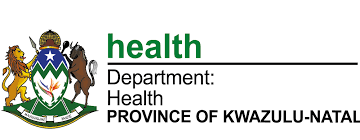 health
Department:
Health
PROVINCE OF KWAZULU-NATAL